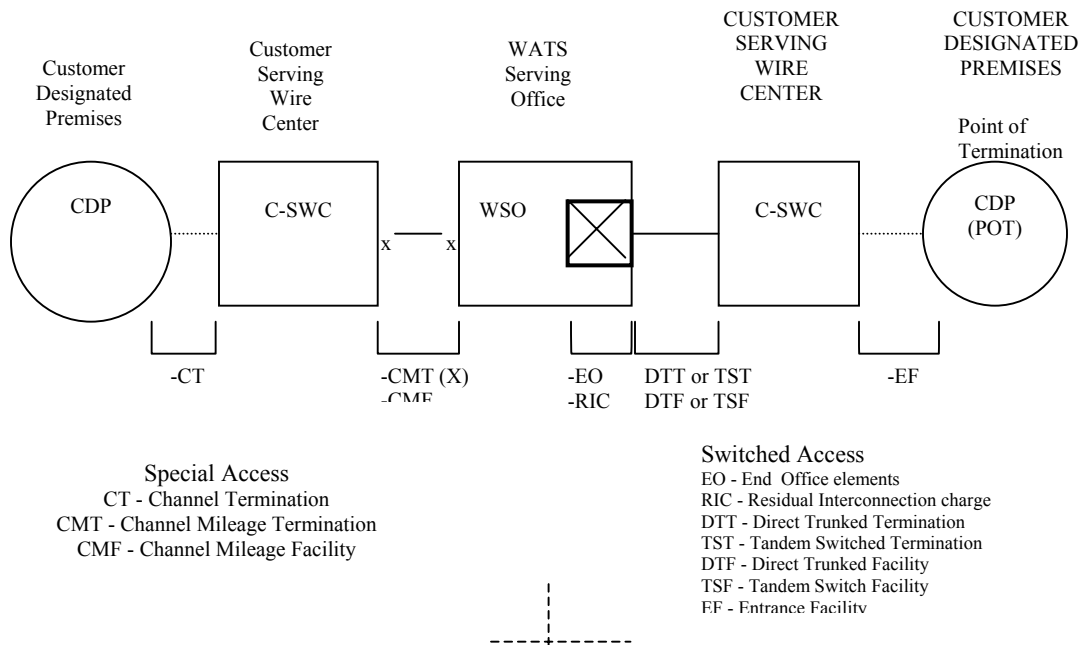 Customer
Designated
Premises
Customer
Serving
Wire
Center
WATS
Serving
Office
CUSTOMER
SERVING
WIRE
CENTER
CUSTOMER
DESIGNATED
PREMISES
Point of
Termination
CDP
C-SWC
x
x
WSO
C-SWC
CDP
(POT)
-CT
-CMT (X)
-CMF
-EO
-RIC
DTT or TST
DTF or TSF
-EF
Special Access
CT - Channel Termination
CMT - Channel Mileage Termination
CMF - Channel Mileage Facility
Switched Access
EO - End Office elements
RIC - Residual Interconnection charge
DTT - Direct Trunked Termination
TST - Tandem Switched Termination
DTF - Direct Trunked Facility
TSF - Tandem Switch Facility
EF - Entrance Facility